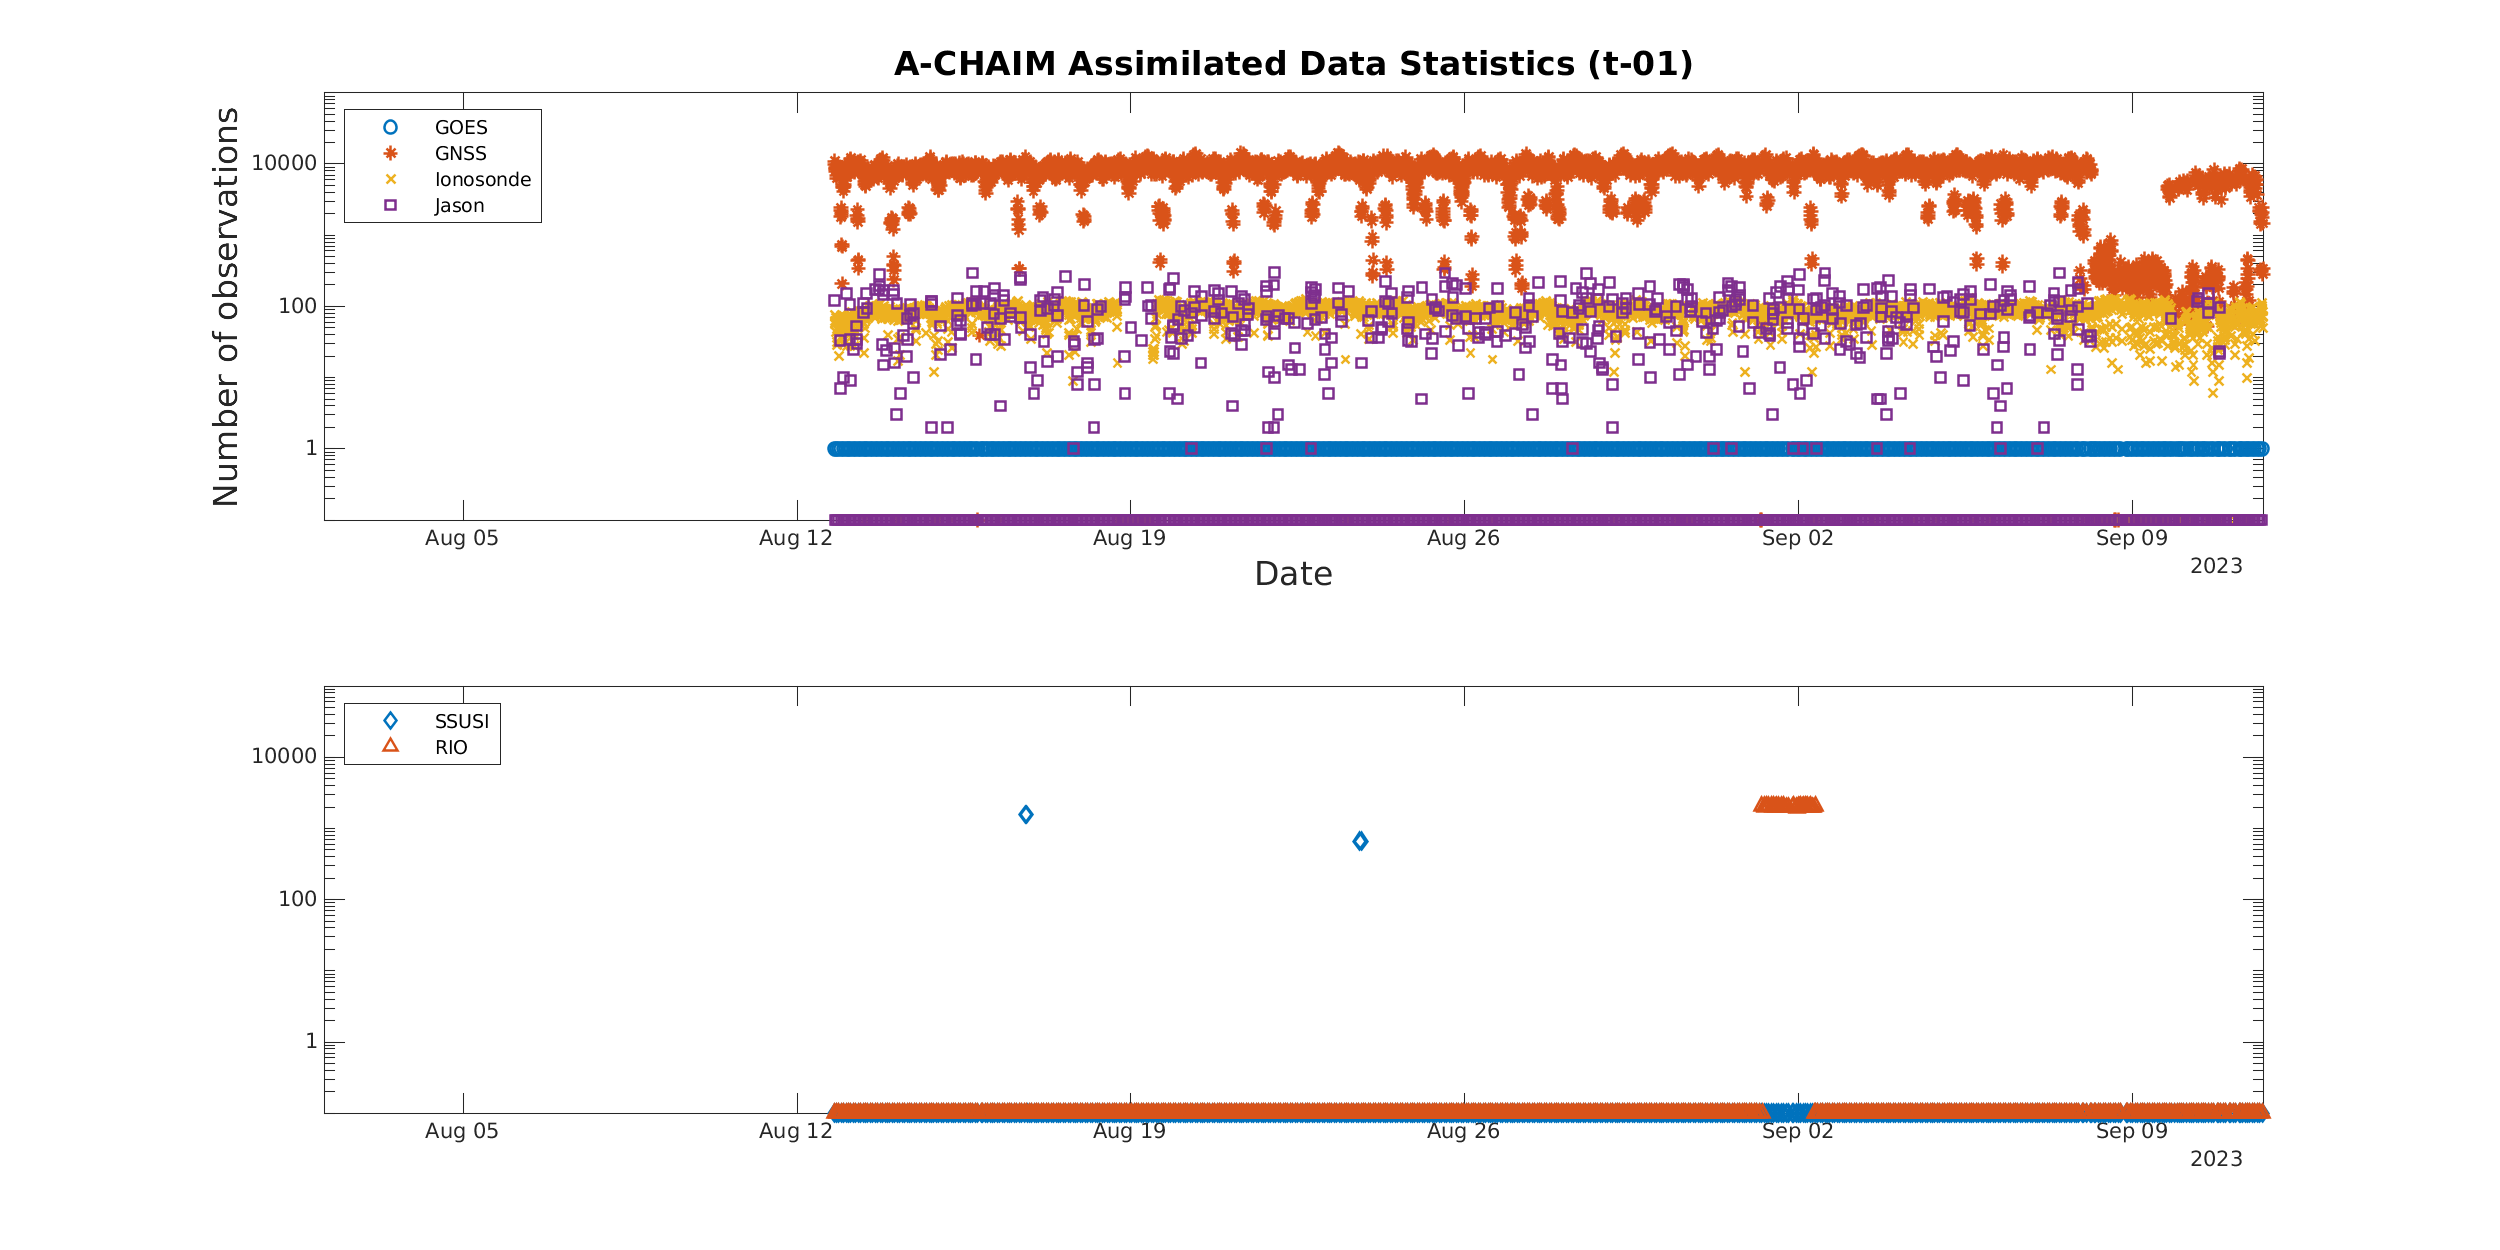 A-CHAIM Assimilated Data Statistics (t-01)
Number of observations
10000
100
1
GOES
GNSS
Ionosonde
Jason
Aug 05
Aug 12
Aug 19
Aug 26
Sep 02
Sep 09
2023
Date
10000
100
1
SSUSI
RIO
Aug 05
Aug 12
Aug 19
Aug 26
Sep 02
Sep 09
2023